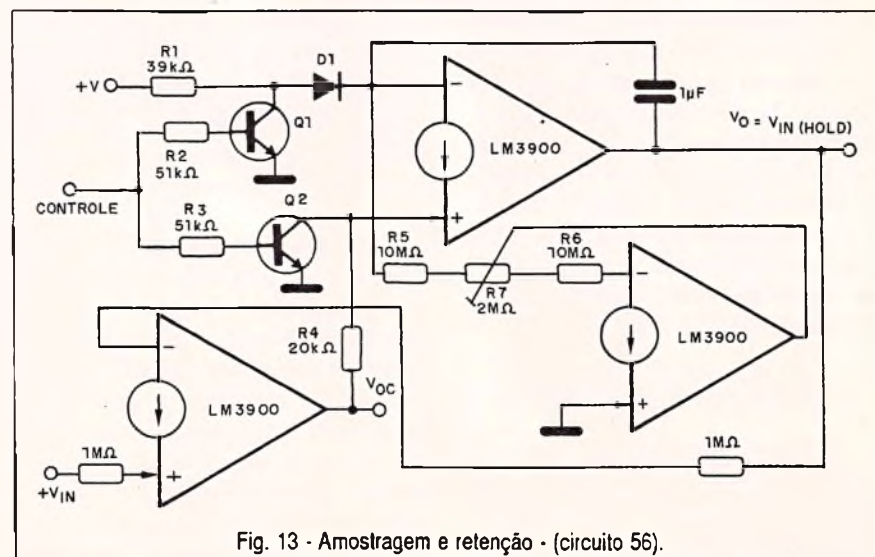 R1
39kΩ
+V
D1
Q1
R2
51kΩ
CONTROLE
R3
51kΩ
Q2
−
LM3900
+
1μF
VO = VIN (HOLD)
R5
10MΩ
R7
2MΩ
R6
10MΩ
−
LM3900
+
R4
20kΩ
VOC
−
LM3900
+
1MΩ
+VIN
1MΩ
Fig. 13 - Amostragem e retenção - (circuito 56).